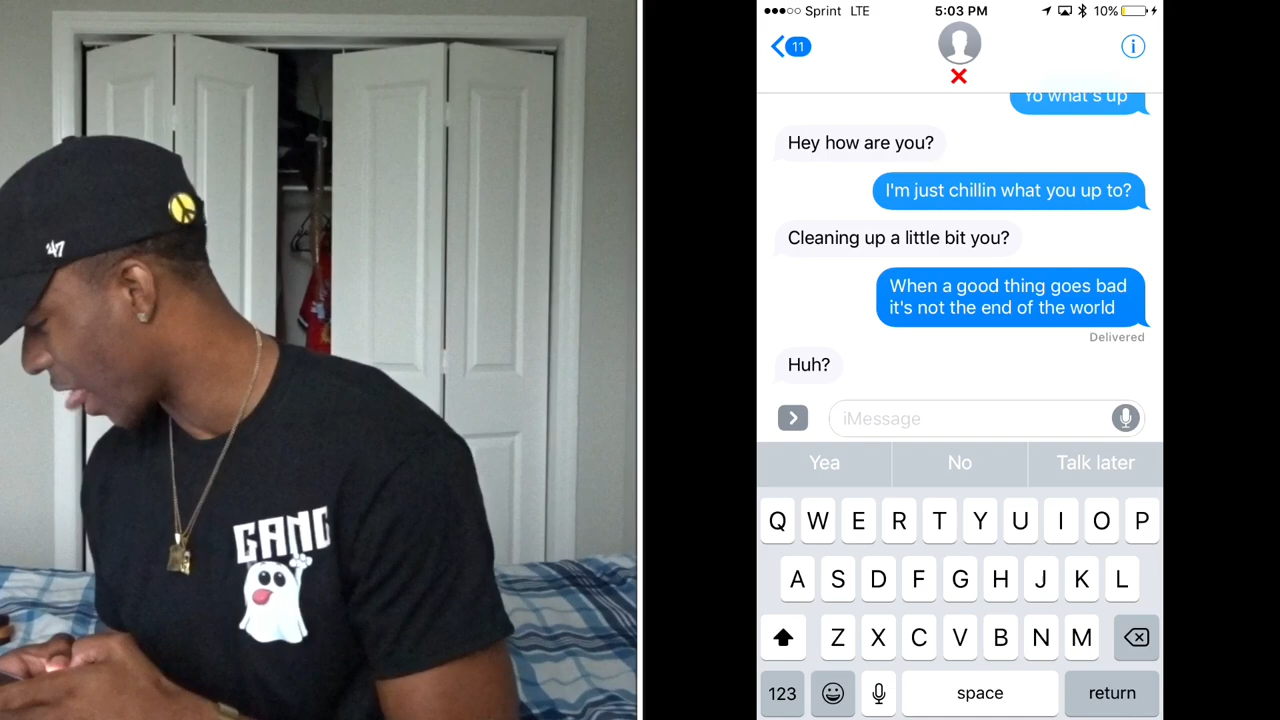 '47
GANG
Sprint LTE
5:03 PM
10%
11
i
Yo what's up
Hey how are you?
I'm just chillin what you up to?
Cleaning up a little bit you?
When a good thing goes bad
it's not the end of the world
Delivered
Huh?
iMessage
Yea No Talk later
Q W E R T Y U I O P
A S D F G H J K L
Z X C V B N M
123 space return